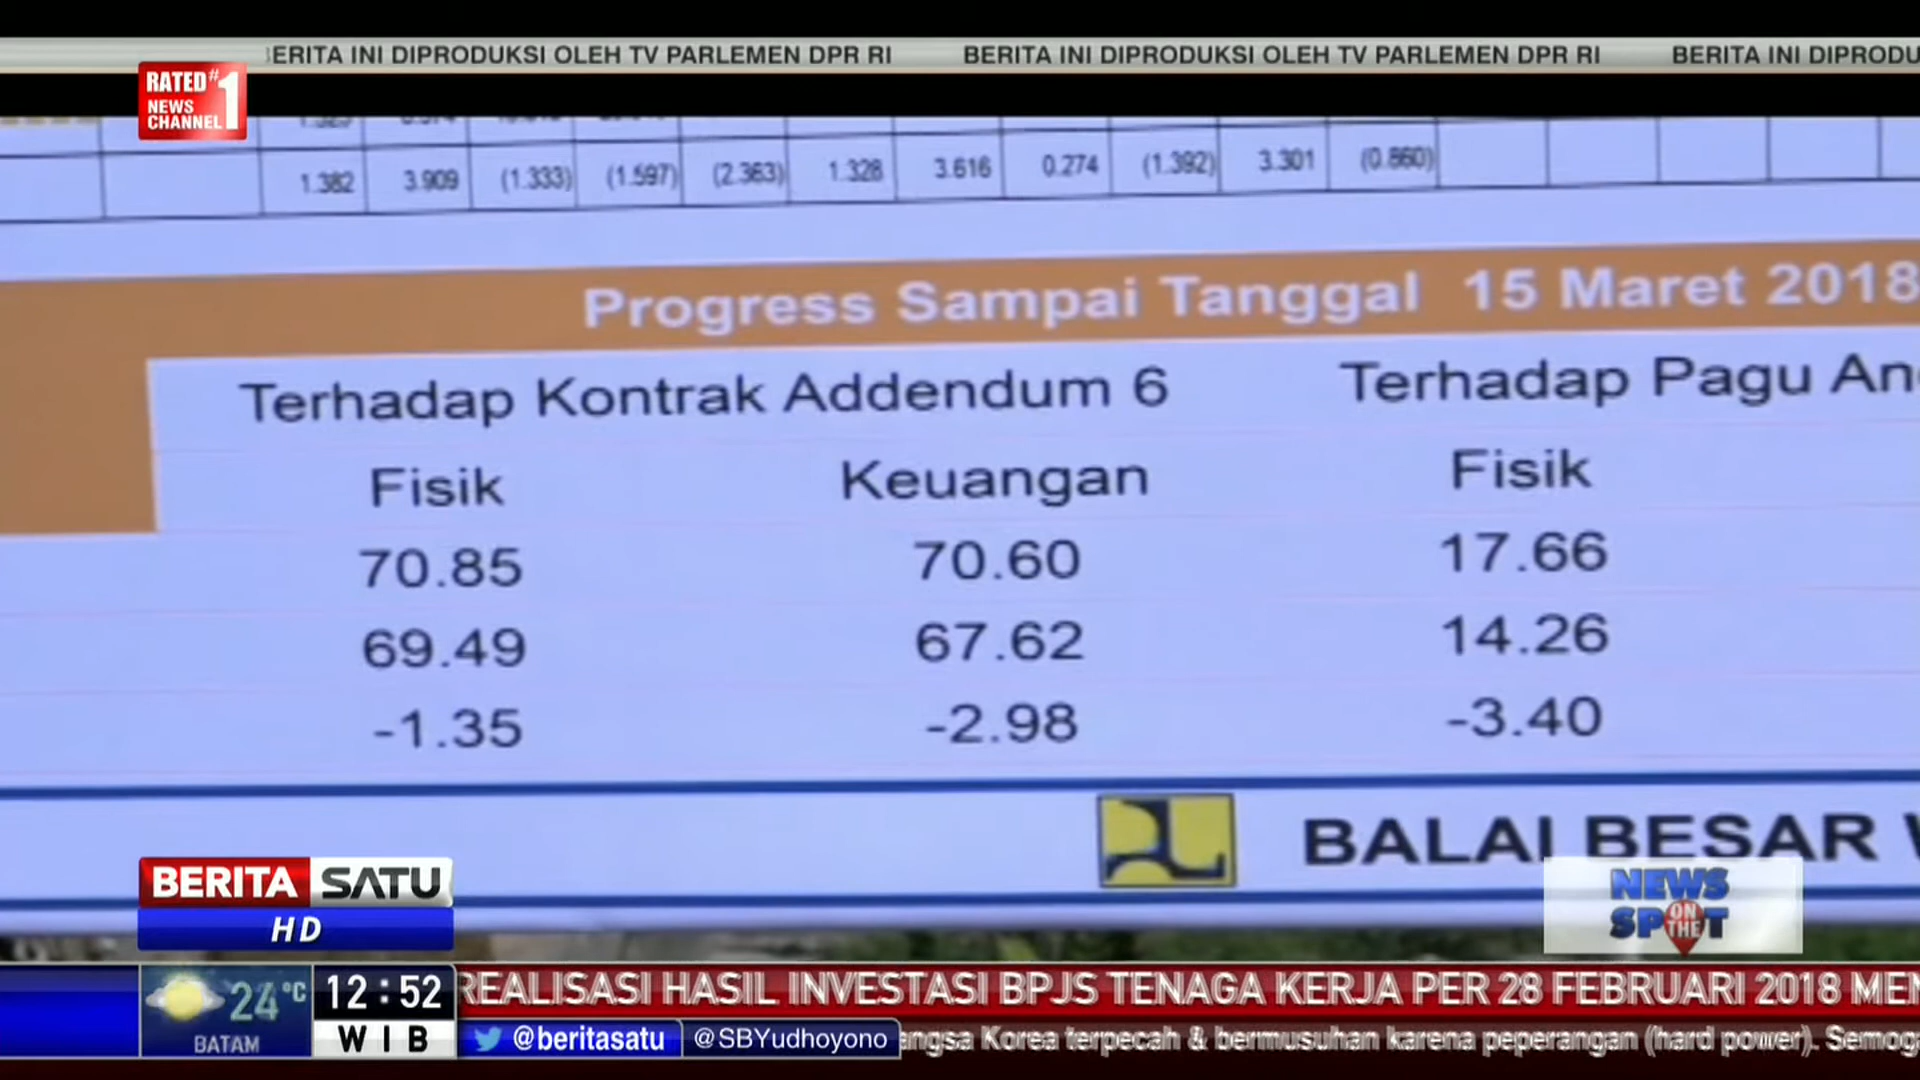 ERITA INI DIPRODUKSI OLEH TV PARLEMEN DPR RI BERITA INI DIPRODUKSI OLEH TV PARLEMEN DPR RI BERITA INI DIPRODU
RATED #1
NEWS
CHANNEL
1.382 3.909 (1.333) (1.597) (2.363) 1.328 3.616 0.274 (1.392) 3.301 (0.860)
Progress Sampai Tanggal 15 Maret 2018
Terhadap Kontrak Addendum 6 Terhadap Pagu An
Fisik Keuangan Fisik
70.85 70.60 17.66
69.49 67.62 14.26
-1.35 -2.98 -3.40
BALAI BESAR
BERITA SATU
HD
NEWS
ON THE
SPOT
24°C
BATAM
12:52
WIB
REALISASI HASIL INVESTASI BPJS TENAGA KERJA PER 28 FEBRUARI 2018 MEN
@beritasatu @SBYudhoyono angsa Korea terpecah & bermusuhan karena peperangan (hard power). Semoga